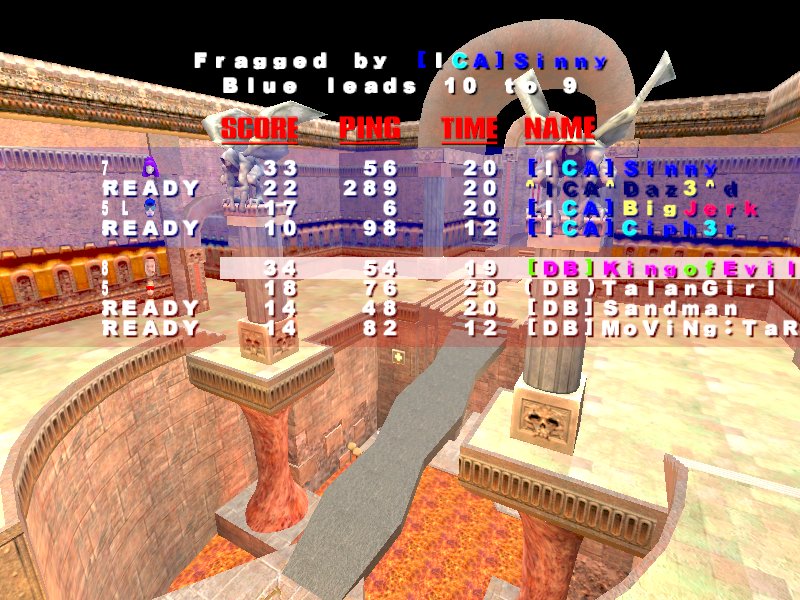 Fragged by [ICA]Sinny
Blue leads 10 to 9
SCORE PING TIME NAME
7 33 56 20 [ICA]Sinny
READY 22 289 20 ^ICA^Daz3^d
5 L 17 6 20 [ICA]BigJerk
READY 10 98 12 [ICA]Ciph3r
8 34 54 19 [DB]KingofEvil
5 18 76 20 (DB)TalanGirl
READY 14 48 20 [DB]Sandman
READY 14 82 12 [DB]MoViNg:TaR